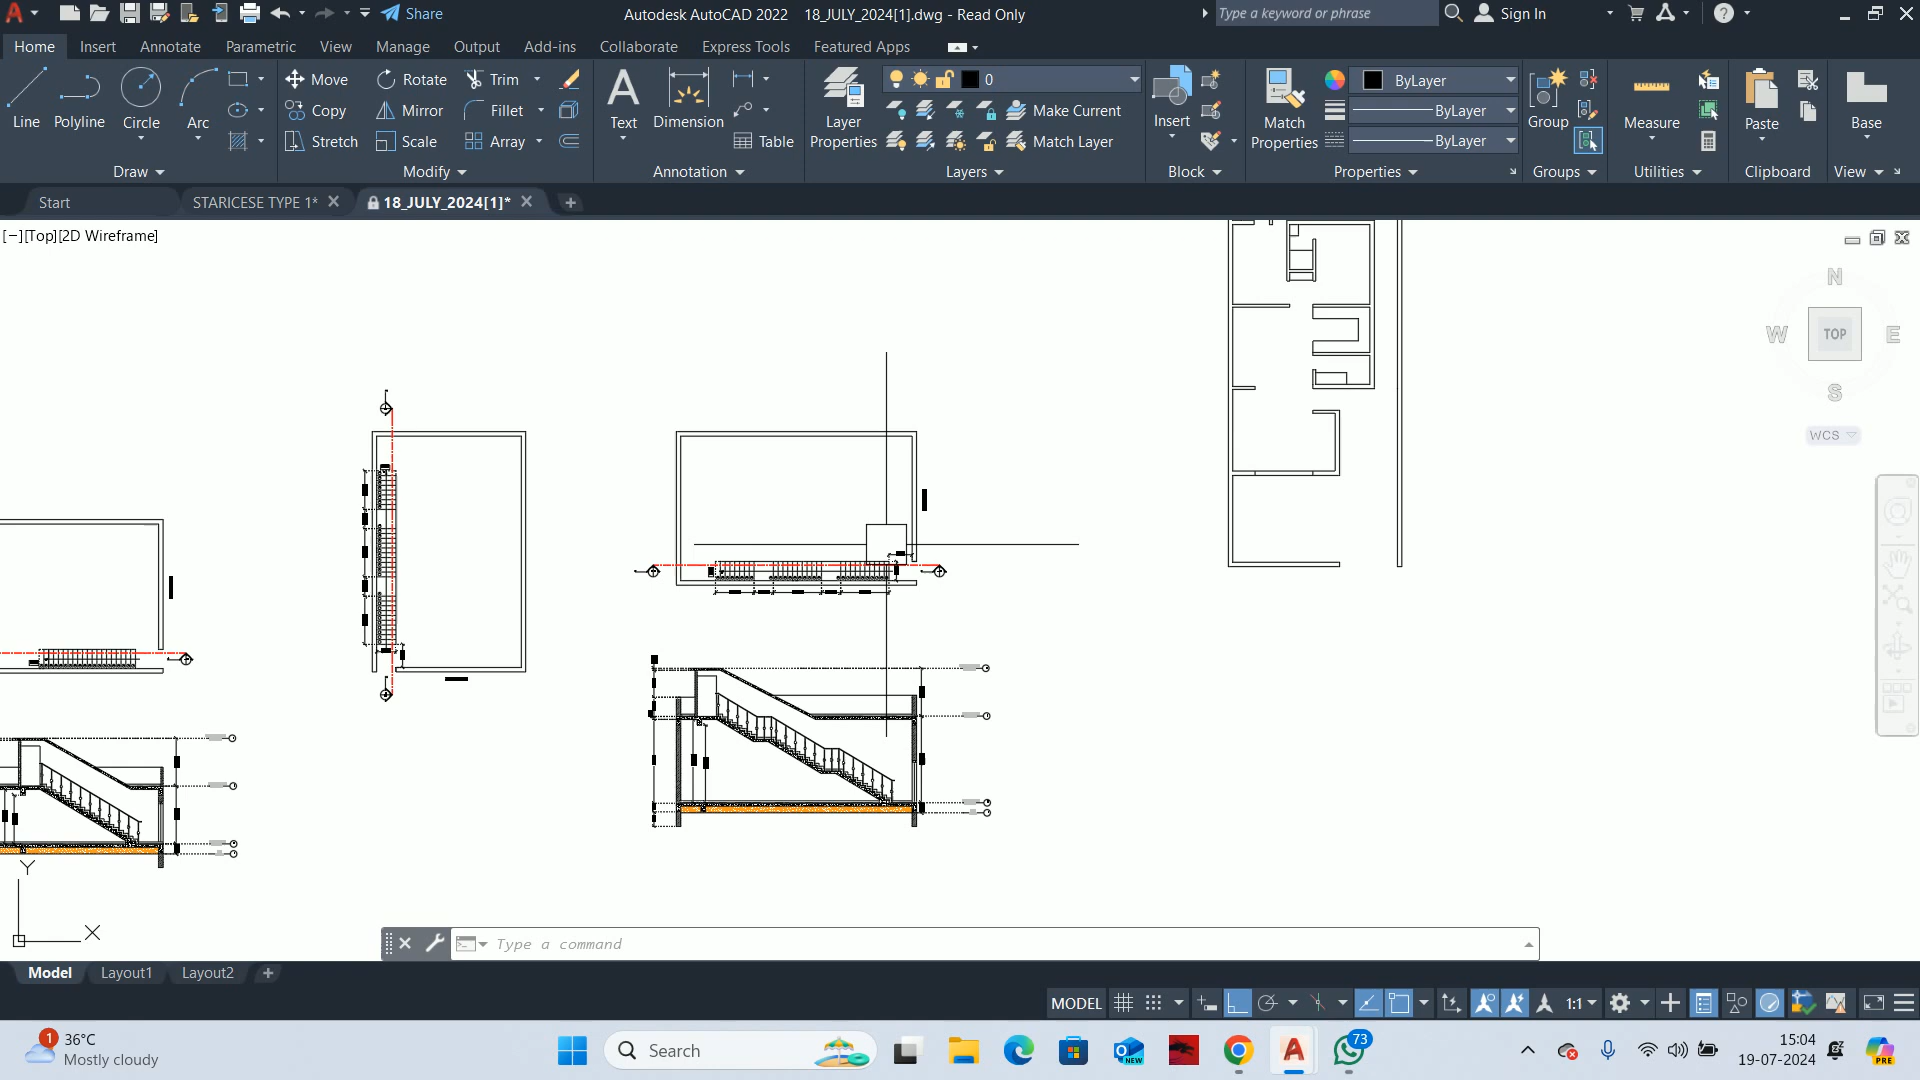 Share
Autodesk AutoCAD 2022 18_JULY_2024[1].dwg - Read Only
Type a keyword or phrase
Sign In
Home Insert Annotate Parametric View Manage Output Add-ins Collaborate Express Tools Featured Apps
Line Polyline Circle Arc
Move Rotate Trim
Copy Mirror Fillet
Stretch Scale Array
Text Dimension Table
Layer Properties
0
Make Current
Match Layer
Insert
Match Properties
ByLayer
ByLayer
ByLayer
Group
Measure
Paste
Base
Draw Modify Annotation Layers Block Properties Groups Utilities Clipboard View
Start STARICESE TYPE 1* 18_JULY_2024[1]*
[−][Top][2D Wireframe]
N
W TOP E
S
WCS
Y
X
Type a command
Model Layout1 Layout2
MODEL 1:1
1
36°C
Mostly cloudy
Search
NEW
73
15:04
19-07-2024
PRE